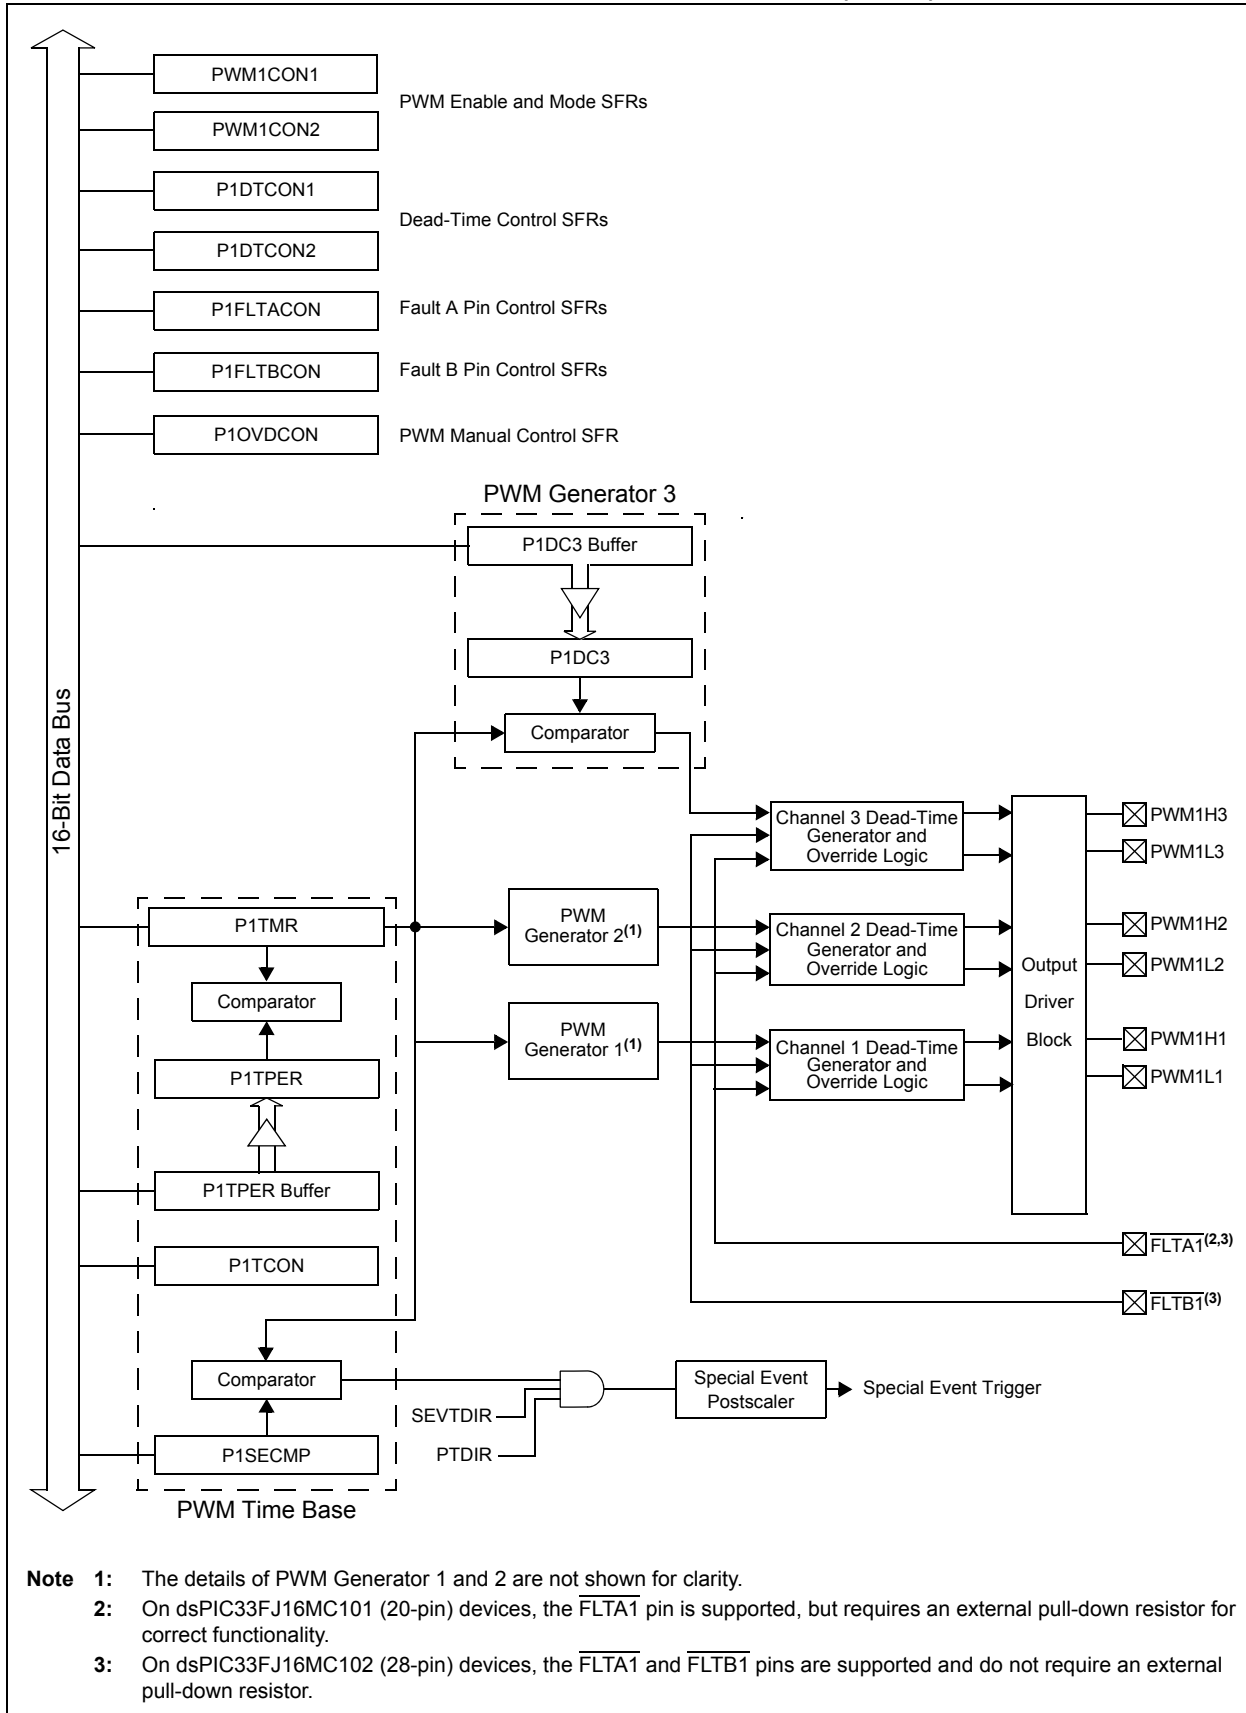 PWM1CON1
PWM Enable and Mode SFRs
PWM1CON2
P1DTCON1
Dead-Time Control SFRs
P1DTCON2
P1FLTACON
Fault A Pin Control SFRs
P1FLTBCON
Fault B Pin Control SFRs
P1OVDCON
PWM Manual Control SFR
PWM Generator 3
P1DC3 Buffer
P1DC3
Comparator
16-Bit Data Bus
Channel 3 Dead-Time
Generator and
Override Logic
PWM1H3
PWM1L3
P1TMR
PWM
Generator 2(1)
Channel 2 Dead-Time
Generator and
Override Logic
PWM1H2
PWM1L2
Output
Driver
Block
Comparator
PWM
Generator 1(1)
Channel 1 Dead-Time
Generator and
Override Logic
PWM1H1
PWM1L1
P1TPER
P1TPER Buffer
P1TCON
FLTA1(2,3)
FLTB1(3)
Comparator
SEVTDIR
PTDIR
Special Event
Postscaler
Special Event Trigger
P1SECMP
PWM Time Base
Note 1: The details of PWM Generator 1 and 2 are not shown for clarity.
2: On dsPIC33FJ16MC101 (20-pin) devices, the FLTA1 pin is supported, but requires an external pull-down resistor for
correct functionality.
3: On dsPIC33FJ16MC102 (28-pin) devices, the FLTA1 and FLTB1 pins are supported and do not require an external
pull-down resistor.